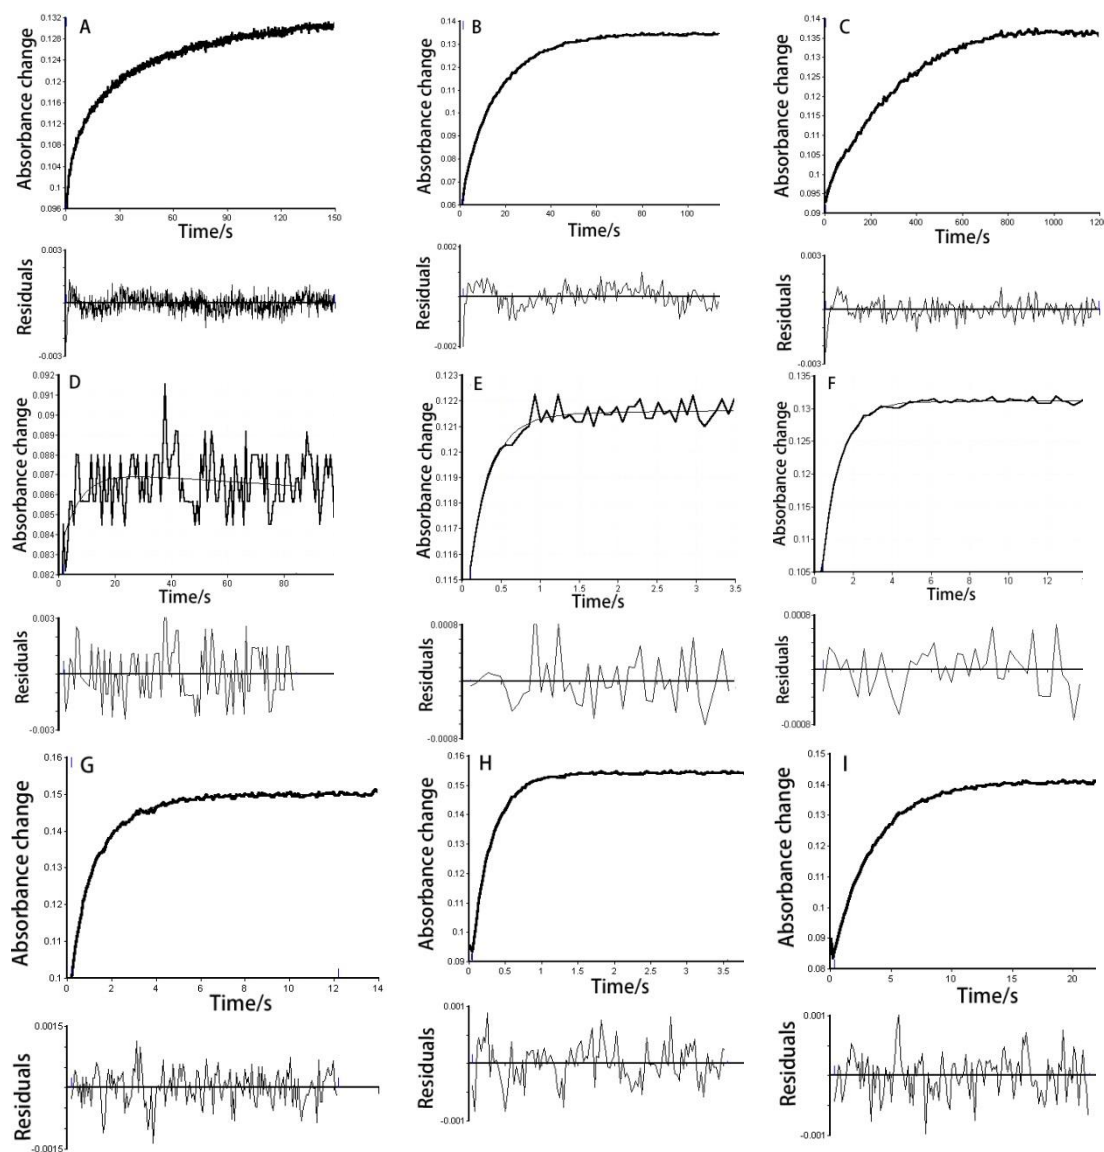 A
Absorbance change
0.132
0.128
0.124
0.12
0.116
0.112
0.108
0.104
0.1
0.096
0 30 60 90 120 150
Time/s
Residuals
0.003
-0.003
B
Absorbance change
0.14
0.13
0.12
0.11
0.1
0.09
0.08
0.07
0.06
0 20 40 60 80 100
Time/s
Residuals
0.002
-0.002
C
Absorbance change
0.14
0.135
0.13
0.125
0.12
0.115
0.11
0.105
0.1
0.095
0.09
0 200 400 600 800 1000 120
Time/s
Residuals
0.003
-0.003
D
Absorbance change
0.092
0.091
0.09
0.089
0.088
0.087
0.086
0.085
0.084
0.083
0.082
0 20 40 60 80
Time/s
Residuals
0.003
-0.003
E
Absorbance change
0.123
0.122
0.121
0.12
0.119
0.118
0.117
0.116
0.115
0 0.5 1 1.5 2 2.5 3 3.5
Time/s
Residuals
0.0008
-0.0008
F
Absorbance change
0.135
0.13
0.125
0.12
0.115
0.11
0.105
0 2 4 6 8 10 12
Time/s
Residuals
0.0008
-0.0008
G
Absorbance change
0.16
0.15
0.14
0.13
0.12
0.11
0.1
0 2 4 6 8 10 12 14
Time/s
Residuals
0.0015
-0.0015
H
Absorbance change
0.16
0.15
0.14
0.13
0.12
0.11
0.1
0.09
0 0.5 1 1.5 2 2.5 3 3.5
Time/s
Residuals
0.001
-0.001
I
Absorbance change
0.15
0.14
0.13
0.12
0.11
0.1
0.09
0.08
0 5 10 15 20
Time/s
Residuals
0.001
-0.001